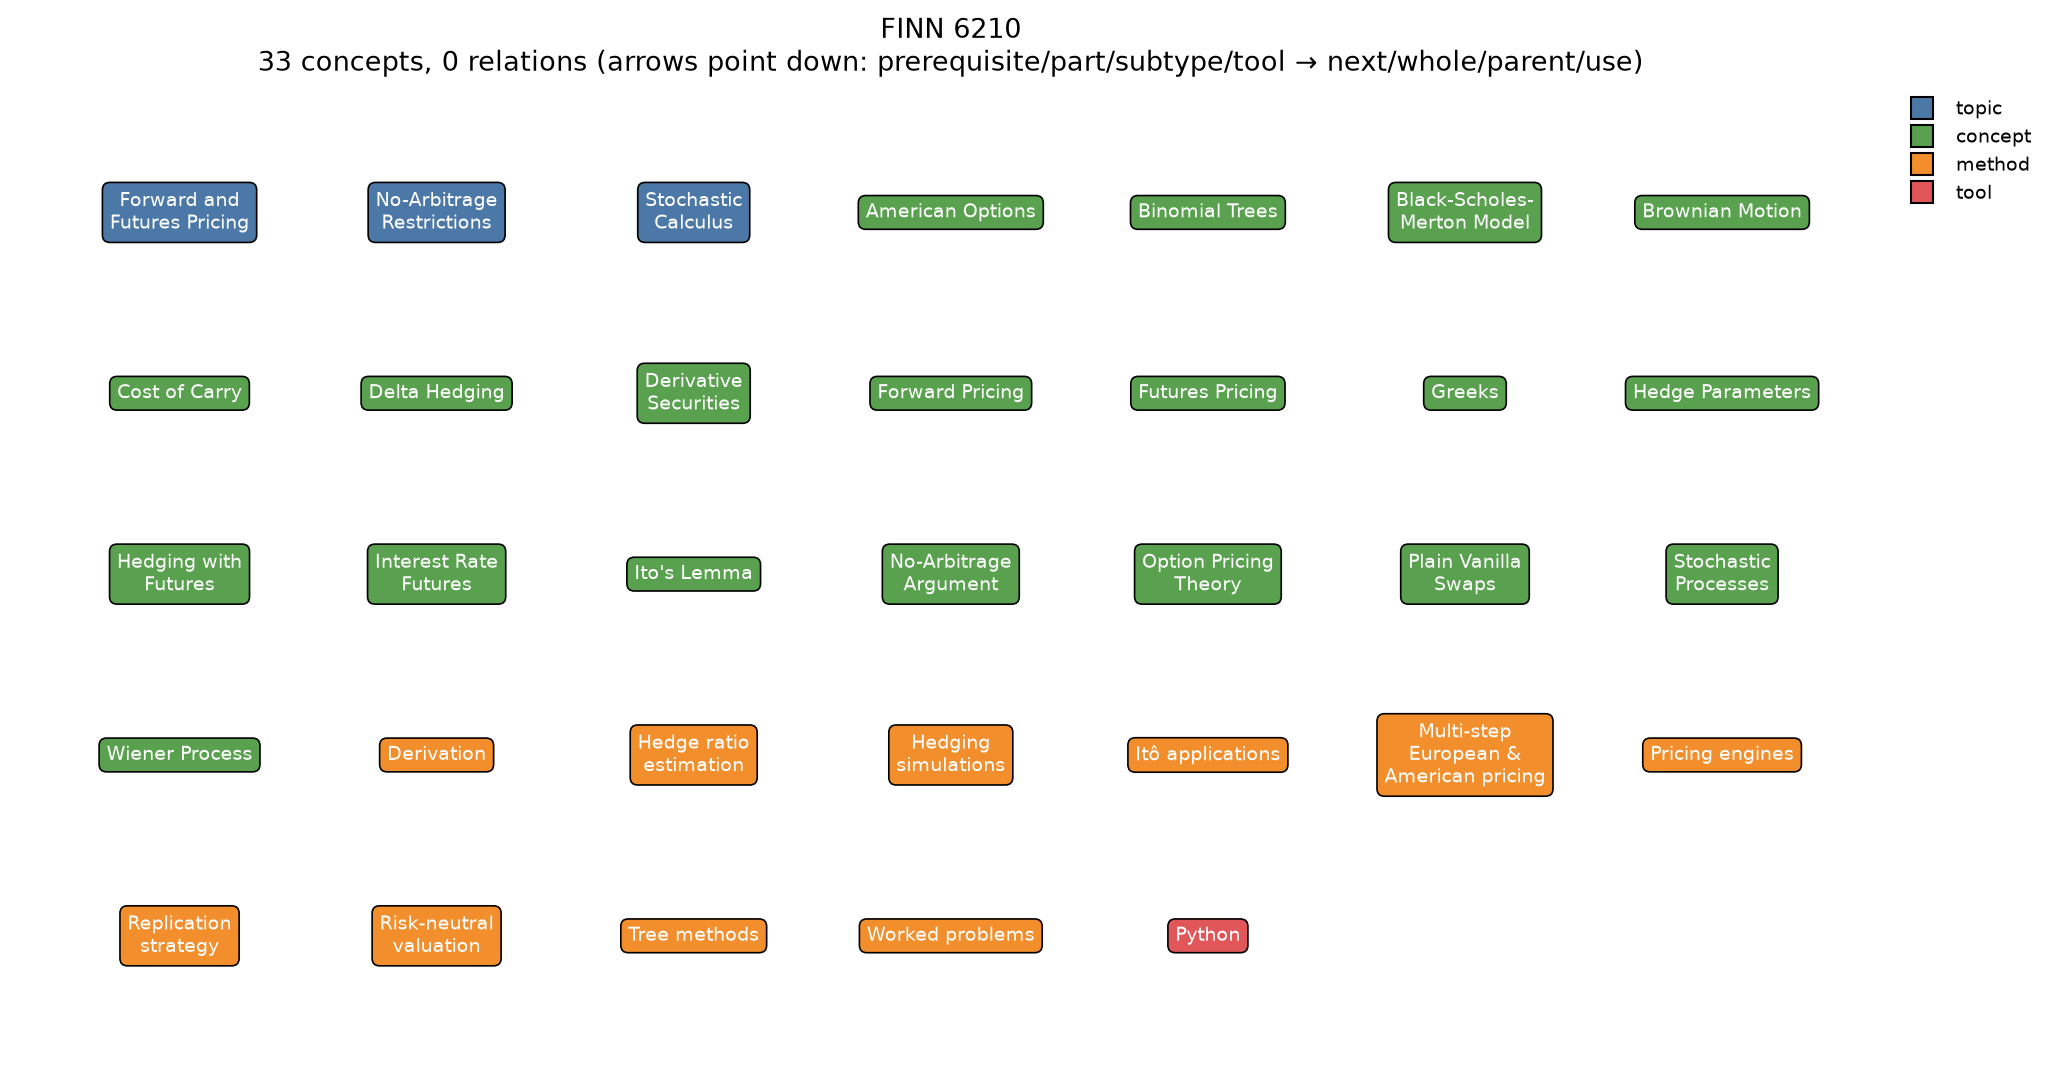 FINN 6210
33 concepts, 0 relations (arrows point down: prerequisite/part/subtype/tool → next/whole/parent/use)
topic
concept
method
tool
Forward and
Futures Pricing
No-Arbitrage
Restrictions
Stochastic
Calculus
American Options
Binomial Trees
Black-Scholes-
Merton Model
Brownian Motion
Cost of Carry
Delta Hedging
Derivative
Securities
Forward Pricing
Futures Pricing
Greeks
Hedge Parameters
Hedging with
Futures
Interest Rate
Futures
Ito's Lemma
No-Arbitrage
Argument
Option Pricing
Theory
Plain Vanilla
Swaps
Stochastic
Processes
Wiener Process
Derivation
Hedge ratio
estimation
Hedging
simulations
Itô applications
Multi-step
European &
American pricing
Pricing engines
Replication
strategy
Risk-neutral
valuation
Tree methods
Worked problems
Python